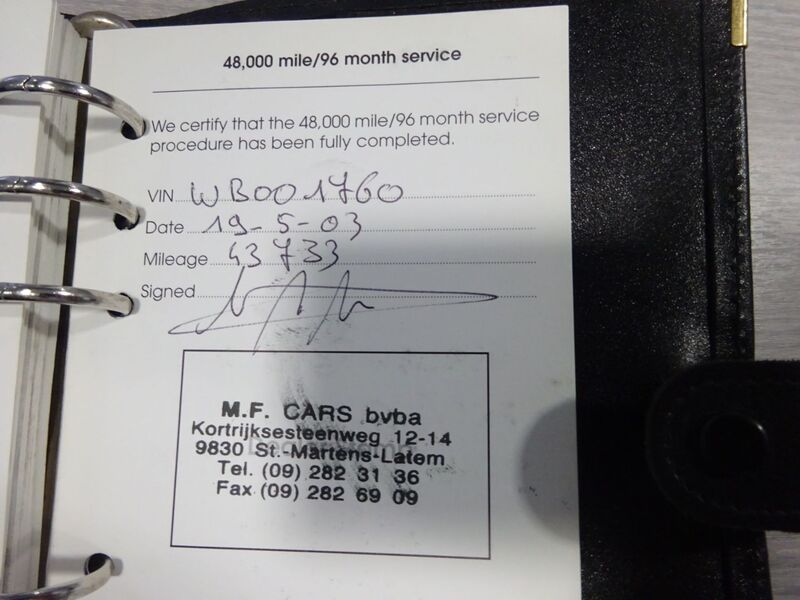 48,000 mile/96 month service
We certify that the 48,000 mile/96 month service
procedure has been fully completed.
VIN WB001760
Date 19-5-03
Mileage 43733
Signed
M.F. CARS bvba
Kortrijksesteenweg 12-14
9830 St.-Martens-Latem
Tel. (09) 282 31 36
Fax (09) 282 69 09